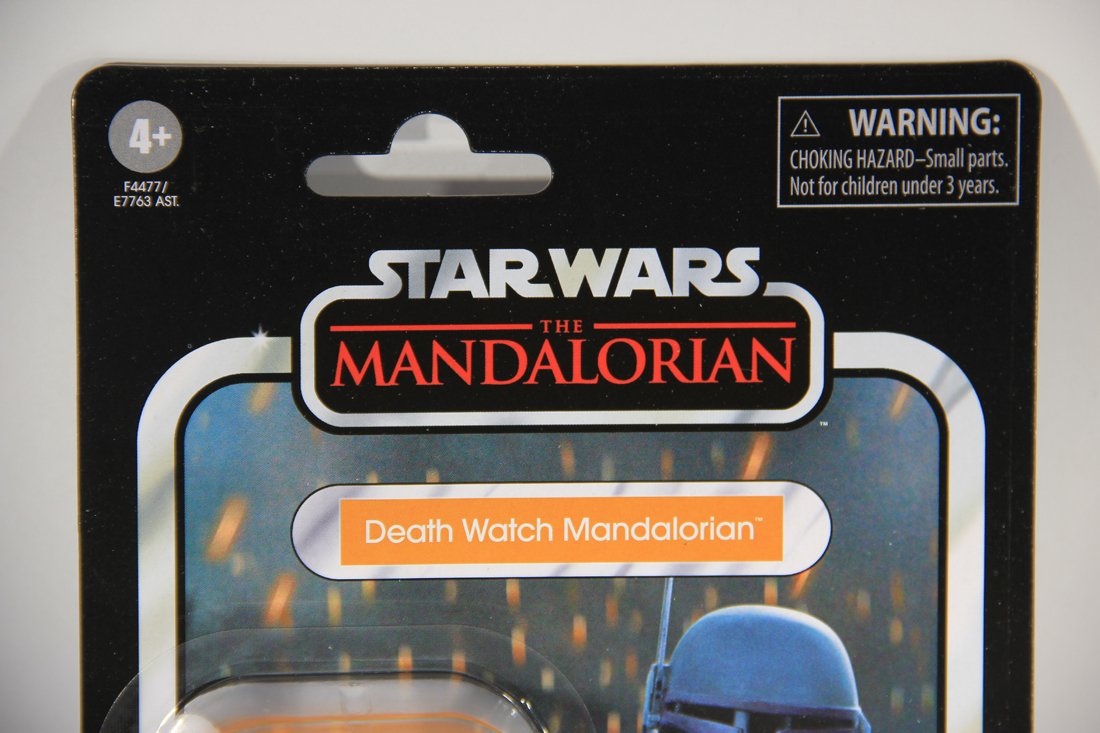 4+
F4477/
E7763 AST.
WARNING:
CHOKING HAZARD–Small parts.
Not for children under 3 years.
STAR WARS
THE
MANDALORIAN
™
Death Watch Mandalorian™